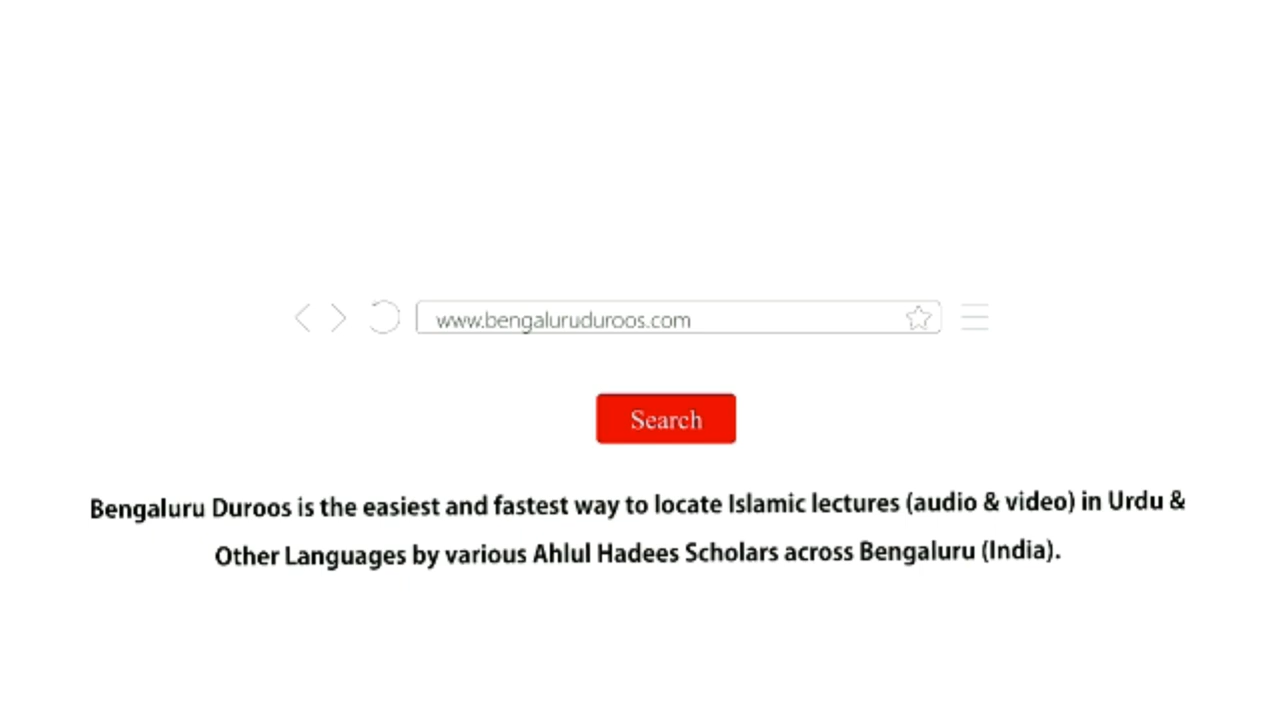 www.bengaluruduroos.com
Search
Bengaluru Duroos is the easiest and fastest way to locate Islamic lectures (audio & video) in Urdu &
Other Languages by various Ahlul Hadees Scholars across Bengaluru (India).